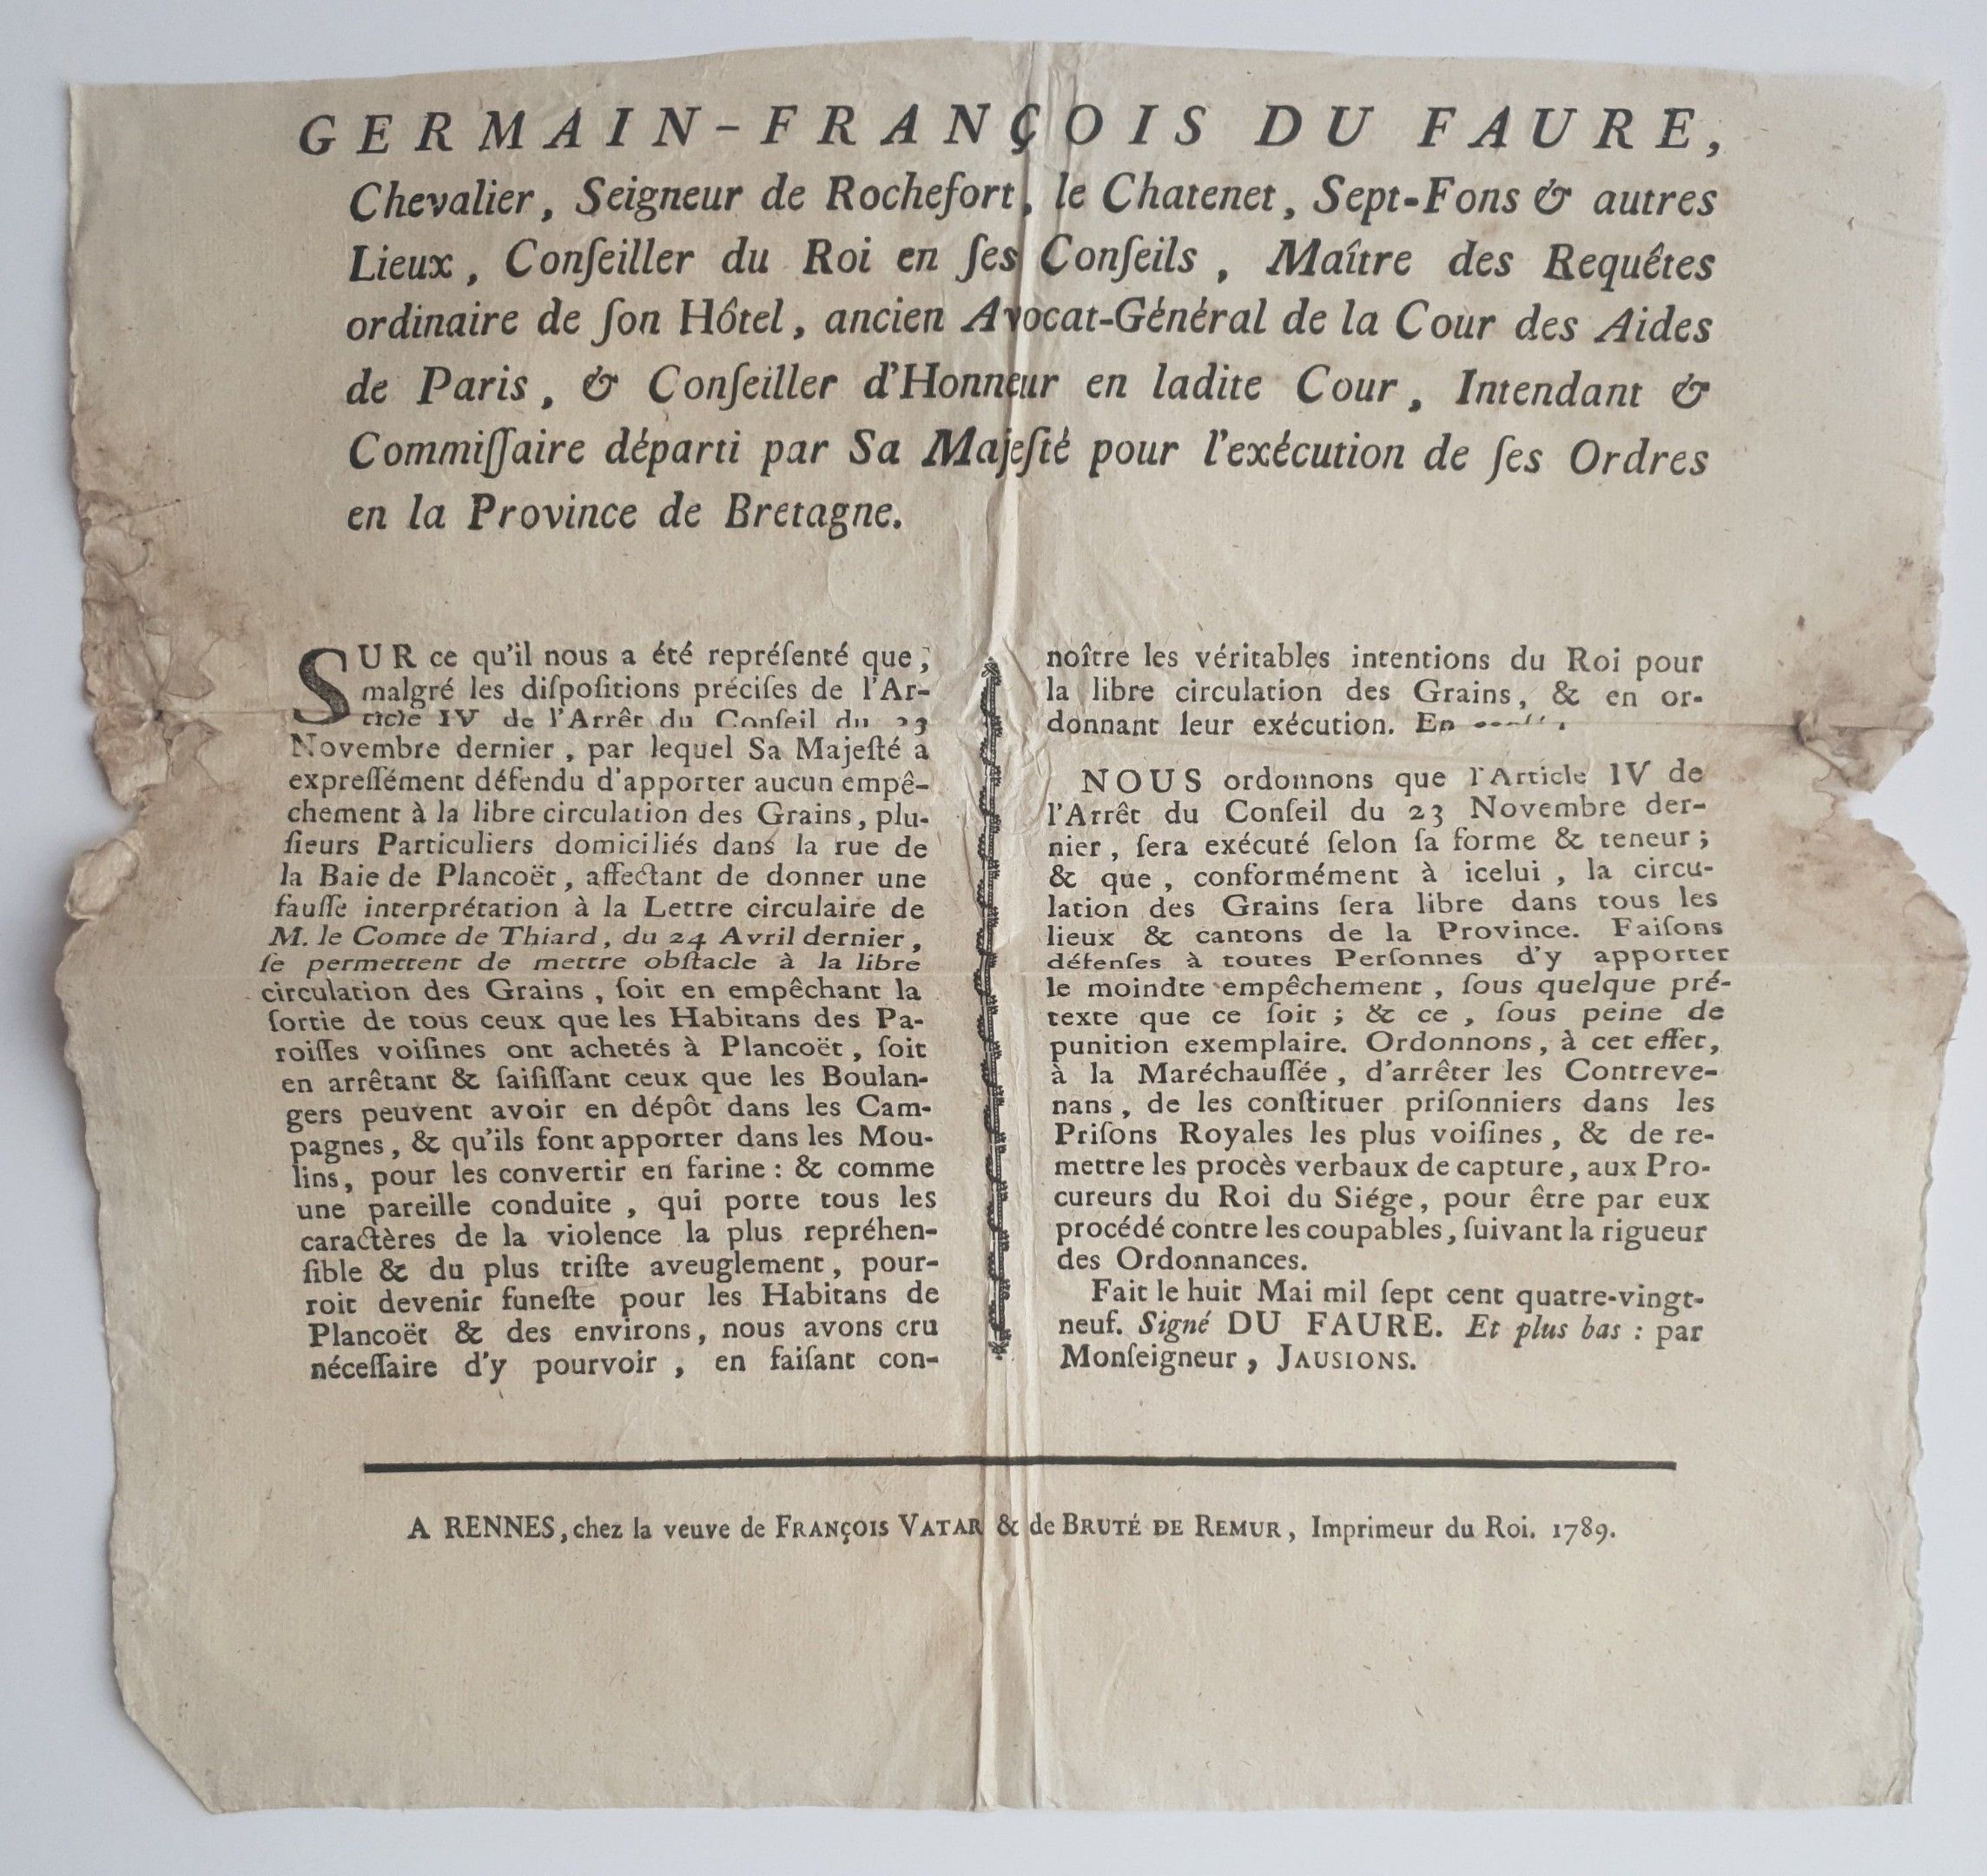 GERMAIN-FRANÇOIS DU FAURE,
Chevalier, Seigneur de Rochefort, le Chatenet, Sept-Fons & autres
Lieux, Conſeiller du Roi en ſes Conſeils, Maître des Requêtes
ordinaire de ſon Hôtel, ancien Avocat-Général de la Cour des Aides
de Paris, & Conſeiller d'Honneur en ladite Cour, Intendant &
Commiſſaire départi par Sa Majeſté pour l'exécution de ſes Ordres
en la Province de Bretagne.
SUR ce qu'il nous a été repréſenté que,
malgré les diſpoſitions préciſes de l'Ar-
ticle IV de l'Arrêt du Conſeil du 23
Novembre dernier, par lequel Sa Majeſté a
expreſſément défendu d'apporter aucun empê-
chement à la libre circulation des Grains, plu-
ſieurs Particuliers domiciliés dans la rue de
la Baie de Plancoët, affectant de donner une
fauſſe interprétation à la Lettre circulaire de
M. le Comte de Thiard, du 24 Avril dernier,
ſe permettent de mettre obſtacle à la libre
circulation des Grains, ſoit en empêchant la
ſortie de tous ceux que les Habitans des Pa-
roiſſes voiſines ont achetés à Plancoët, ſoit
en arrêtant & ſaiſiſſant ceux que les Boulan-
gers peuvent avoir en dépôt dans les Cam-
pagnes, & qu'ils font apporter dans les Mou-
lins, pour les convertir en farine: & comme
une pareille conduite, qui porte tous les
caractères de la violence la plus repréhen-
ſible & du plus triſte aveuglement, pour-
roit devenir funeſte pour les Habitans de
Plancoët & des environs, nous avons cru
néceſſaire d'y pourvoir, en faiſant con-
noître les véritables intentions du Roi pour
la libre circulation des Grains, & en or-
donnant leur exécution. En
NOUS ordonnons que l'Article IV de
l'Arrêt du Conſeil du 23 Novembre der-
nier, ſera exécuté ſelon ſa forme & teneur;
& que, conformément à icelui, la circu-
lation des Grains ſera libre dans tous les
lieux & cantons de la Province. Faiſons
défenſes à toutes Perſonnes d'y apporter
le moindre empêchement, ſous quelque pré-
texte que ce ſoit; & ce, ſous peine de
punition exemplaire. Ordonnons, à cet effet,
à la Maréchauſſée, d'arrêter les Contreve-
nans, de les conſtituer priſonniers dans les
Priſons Royales les plus voiſines, & de re-
mettre les procès verbaux de capture, aux Pro-
cureurs du Roi du Siége, pour être par eux
procédé contre les coupables, ſuivant la rigueur
des Ordonnances.
Fait le huit Mai mil ſept cent quatre-vingt-
neuf. Signé DU FAURE. Et plus bas: par
Monſeigneur, JAUSIONS.
A RENNES, chez la veuve de FRANÇOIS VATAR & de BRUTÉ DE REMUR, Imprimeur du Roi. 1789.